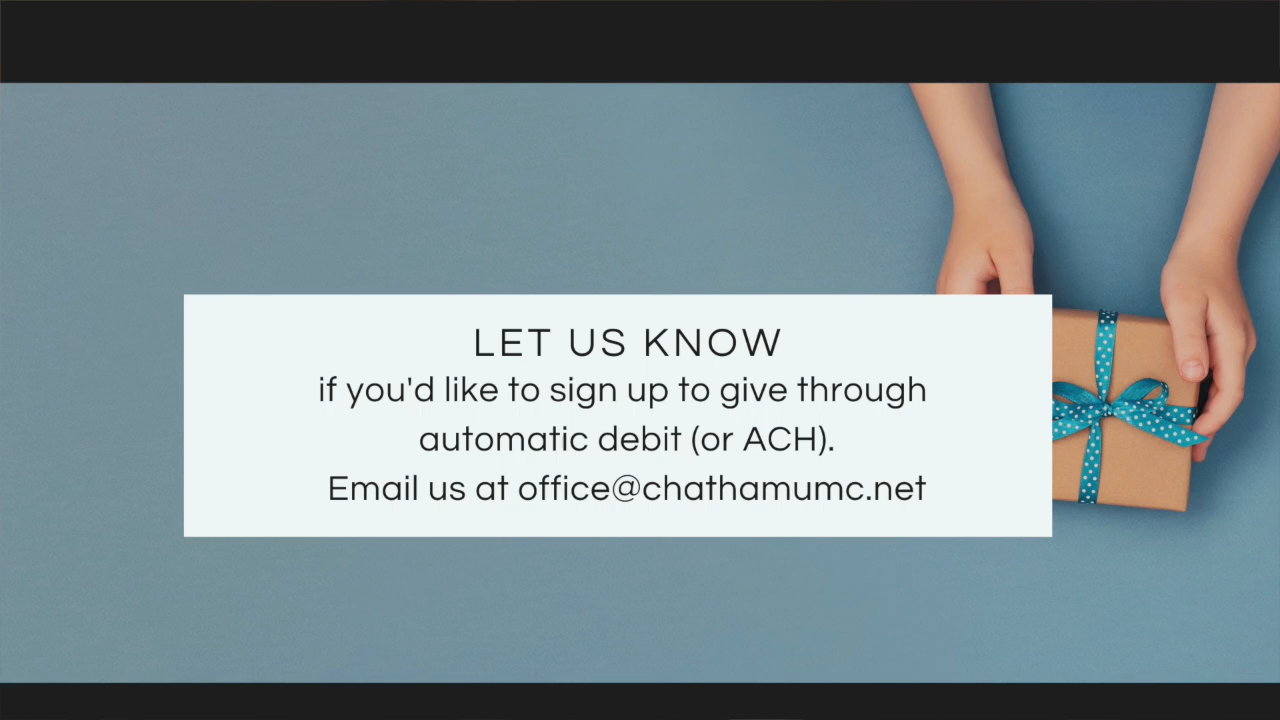 LET US KNOW
if you'd like to sign up to give through
automatic debit (or ACH).
Email us at office@chathamumc.net